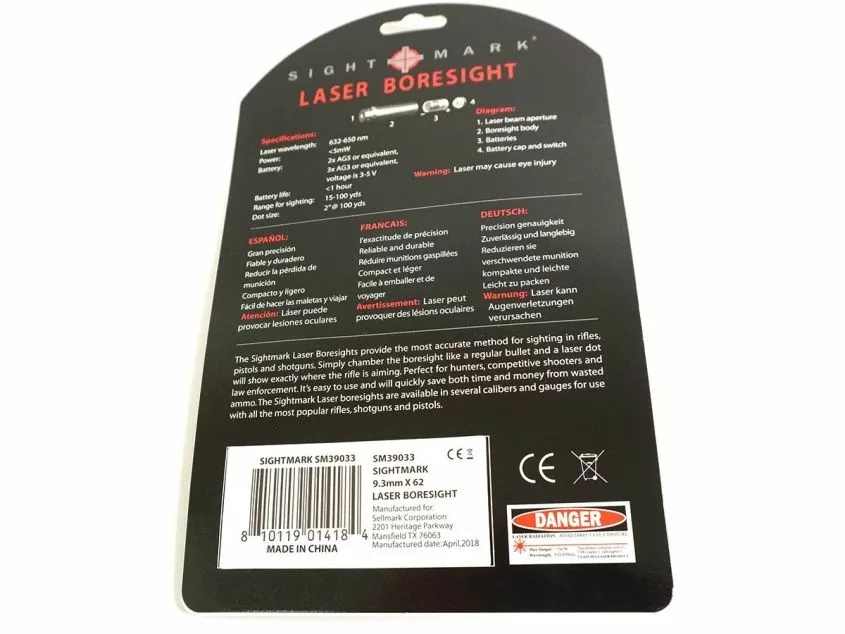 SIGHT MARK
LASER BORESIGHT
1 2 3 4
Specifications:
Laser wavelength: 632-650 nm
Power: <5mW
Battery: 2x AG5 or equivalent,
3x AG3 or equivalent,
voltage is 3-5 V
Battery life: <1 hour
Range for sighting: 15-100 yds
Dot size: 2"@ 100 yds
Diagram:
1. Laser beam aperture
2. Boresight body
3. Batteries
4. Battery cap and switch
Warning: Laser may cause eye injury
ESPAÑOL:
Gran precisión
Fiable y duradero
Reducir la pérdida de
munición
Compacto y ligero
Fácil de hacer las maletas y viajar
Atención: Láser puede
provocar lesiones oculares
FRANCAIS:
l'exactitude de précision
Reliable and durable
Réduire munitions gaspillées
Compact et léger
Facile à emballer et de
voyager
Avertissement: Laser peut
provoquer des lésions oculaires
DEUTSCH:
Precision genauigkeit
Zuverlässig und langlebig
Reduzieren sie
verschwendete munition
kompakte und leichte
Leicht zu packen
Warnung: Laser kann
Augenverletzungen
verursachen
The Sightmark Laser Boresights provide the most accurate method for sighting in rifles,
pistols and shotguns. Simply chamber the boresight like a regular bullet and a laser dot
will show exactly where the rifle is aiming. Perfect for hunters, competitive shooters and
law enforcement. It's easy to use and will quickly save both time and money from wasted
ammo. The Sightmark Laser boresights are available in several calibers and gauges for use
with all the most popular rifles, shotguns and pistols.
SIGHTMARK SM39033
8 10119 01418 4
MADE IN CHINA
SM39033
SIGHTMARK
9.3mm X 62
LASER BORESIGHT
Manufactured for:
Sellmark Corporation
2201 Heritage Parkway
Mansfield TX 76063
Manufactured date: April,2018
CE
CE
DANGER
LASER RADIATION